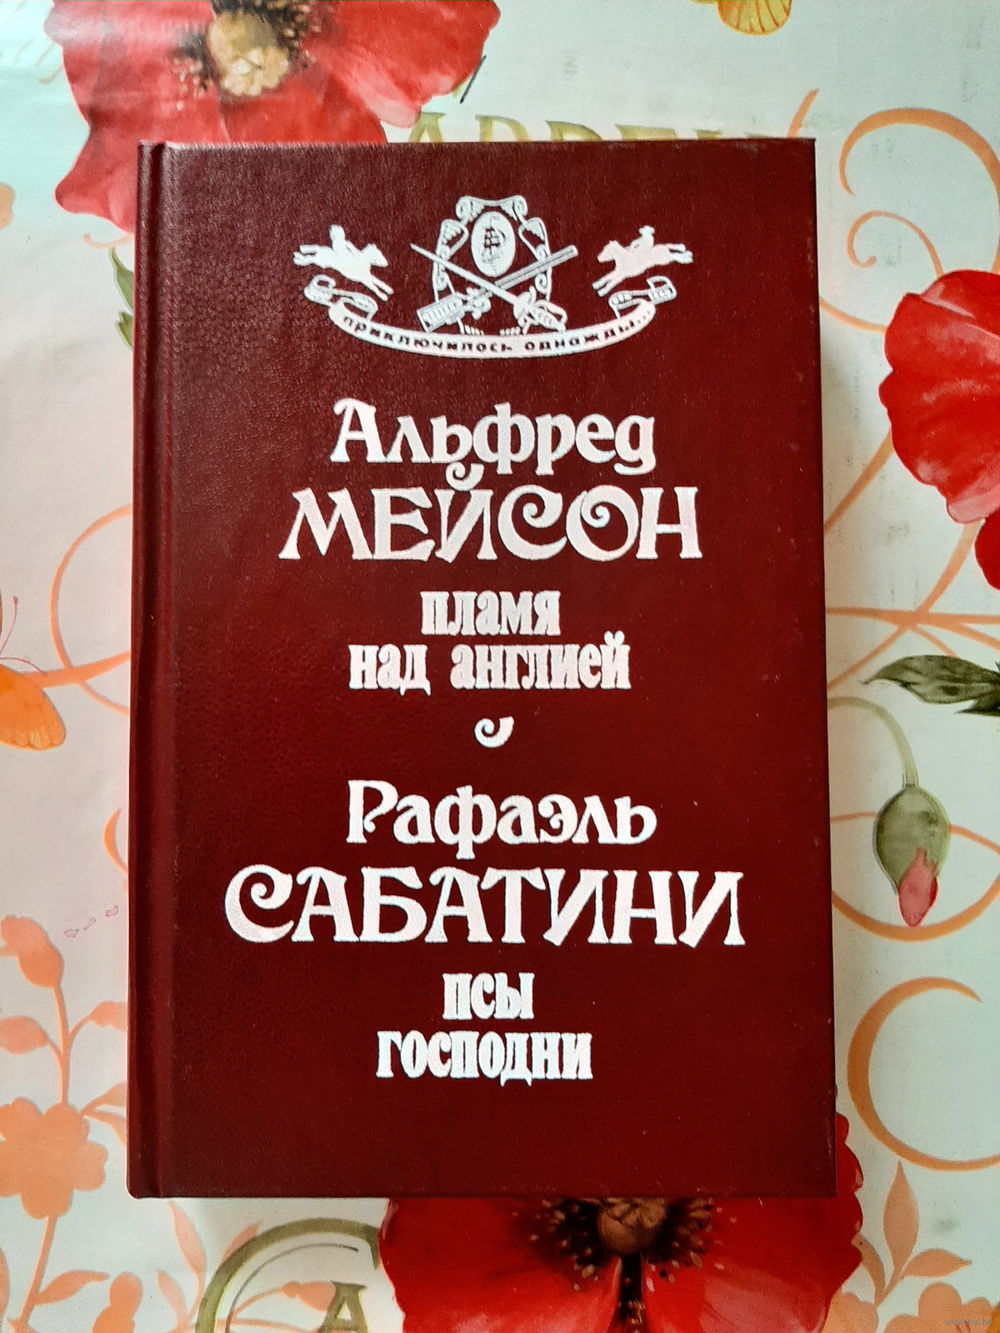 приключилось однажды...
Альфред
МЕЙСОН
пламя
над англией
Рафаэль
САБАТИНИ
псы
господни